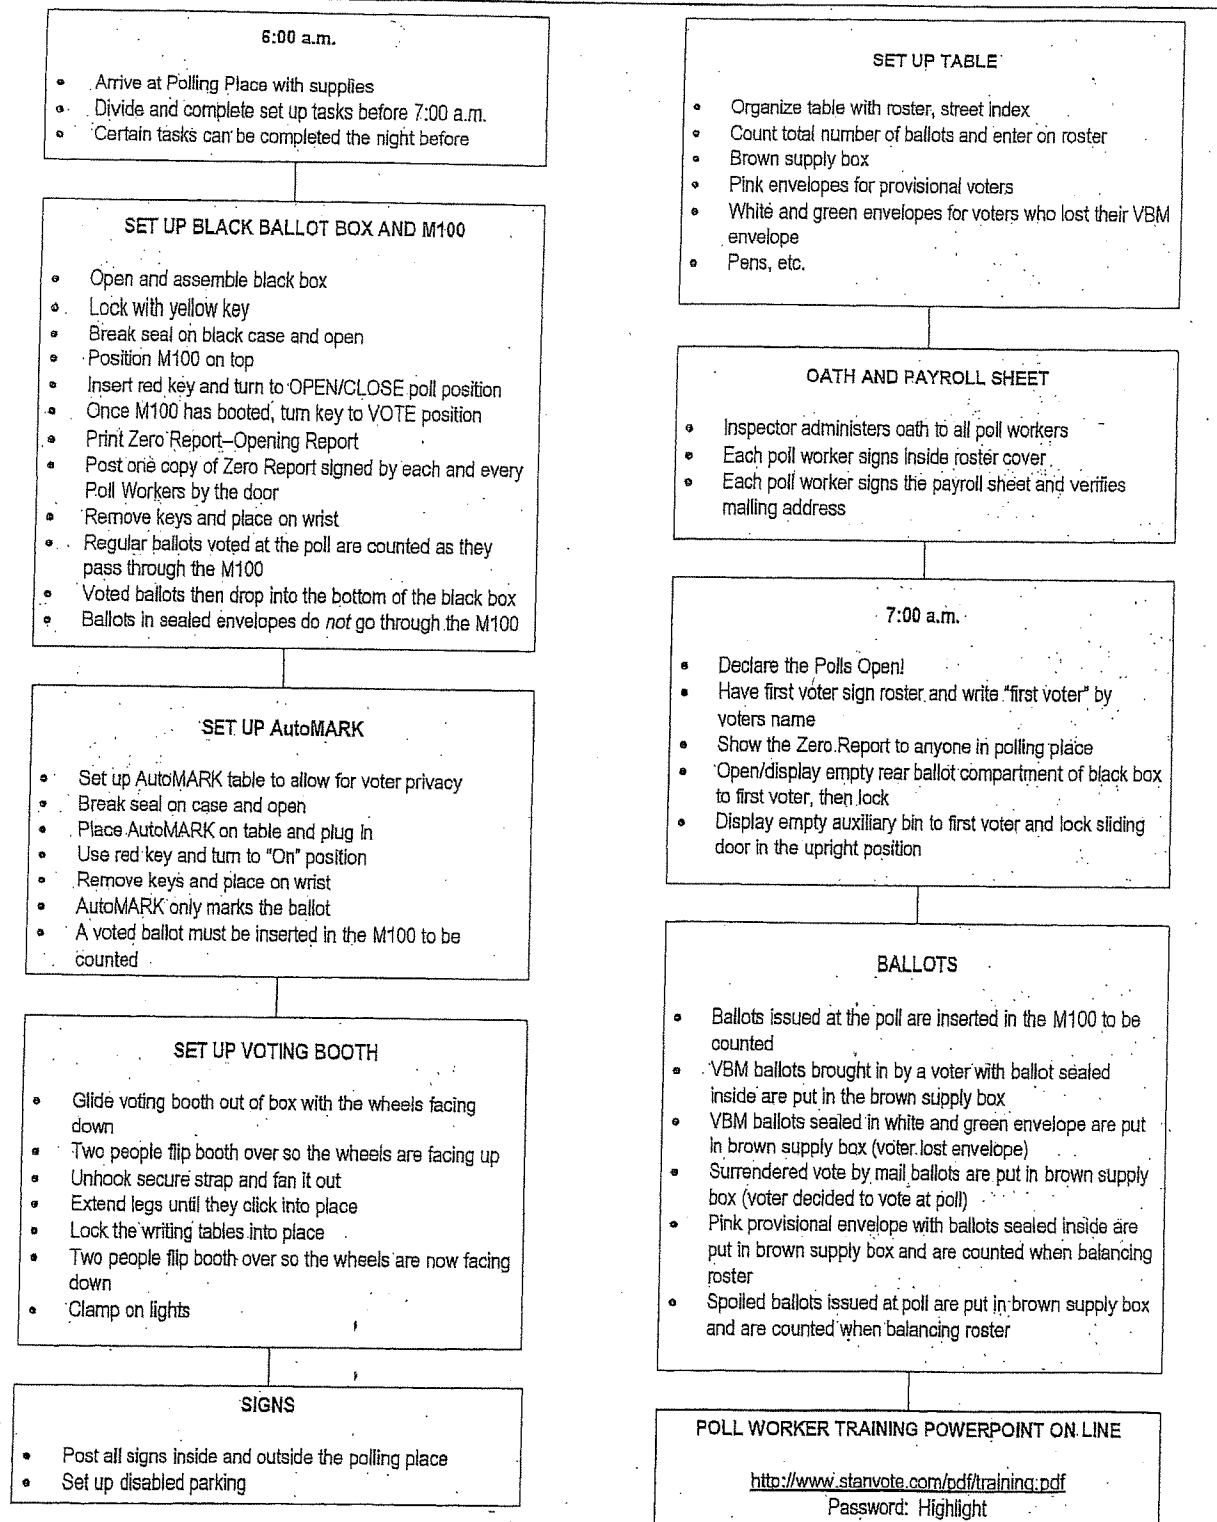 6:00 a.m.
• Arrive at Polling Place with supplies
• Divide and complete set up tasks before 7:00 a.m.
• Certain tasks can be completed the night before
SET UP BLACK BALLOT BOX AND M100
• Open and assemble black box
• Lock with yellow key
• Break seal on black case and open
• Position M100 on top
• Insert red key and turn to OPEN/CLOSE poll position
• Once M100 has booted, turn key to VOTE position
• Print Zero Report–Opening Report
• Post one copy of Zero Report signed by each and every
Poll Workers by the door
• Remove keys and place on wrist
• Regular ballots voted at the poll are counted as they
pass through the M100
• Voted ballots then drop into the bottom of the black box
• Ballots in sealed envelopes do not go through the M100
SET UP AutoMARK
• Set up AutoMARK table to allow for voter privacy
• Break seal on case and open
• Place AutoMARK on table and plug in
• Use red key and turn to "On" position
• Remove keys and place on wrist
• AutoMARK only marks the ballot
• A voted ballot must be inserted in the M100 to be
counted
SET UP VOTING BOOTH
• Glide voting booth out of box with the wheels facing
down
• Two people flip booth over so the wheels are facing up
• Unhook secure strap and fan it out
• Extend legs until they click into place
• Lock the writing tables into place
• Two people flip booth over so the wheels are now facing
down
• Clamp on lights
SIGNS
• Post all signs inside and outside the polling place
• Set up disabled parking
SET UP TABLE
• Organize table with roster, street index
• Count total number of ballots and enter on roster
• Brown supply box
• Pink envelopes for provisional voters
• White and green envelopes for voters who lost their VBM
envelope
• Pens, etc.
OATH AND PAYROLL SHEET
• Inspector administers oath to all poll workers
• Each poll worker signs inside roster cover
• Each poll worker signs the payroll sheet and verifies
mailing address
7:00 a.m.
• Declare the Polls Open!
• Have first voter sign roster and write "first voter" by
voters name
• Show the Zero Report to anyone in polling place
• Open/display empty rear ballot compartment of black box
to first voter, then lock
• Display empty auxiliary bin to first voter and lock sliding
door in the upright position
BALLOTS
• Ballots issued at the poll are inserted in the M100 to be
counted
• VBM ballots brought in by a voter with ballot sealed
inside are put in the brown supply box
• VBM ballots sealed in white and green envelope are put
in brown supply box (voter lost envelope)
• Surrendered vote by mail ballots are put in brown supply
box (voter decided to vote at poll)
• Pink provisional envelope with ballots sealed inside are
put in brown supply box and are counted when balancing
roster
• Spoiled ballots issued at poll are put in brown supply box
and are counted when balancing roster
POLL WORKER TRAINING POWERPOINT ON LINE
http://www.stanvote.com/pdf/training.pdf
Password: Highlight